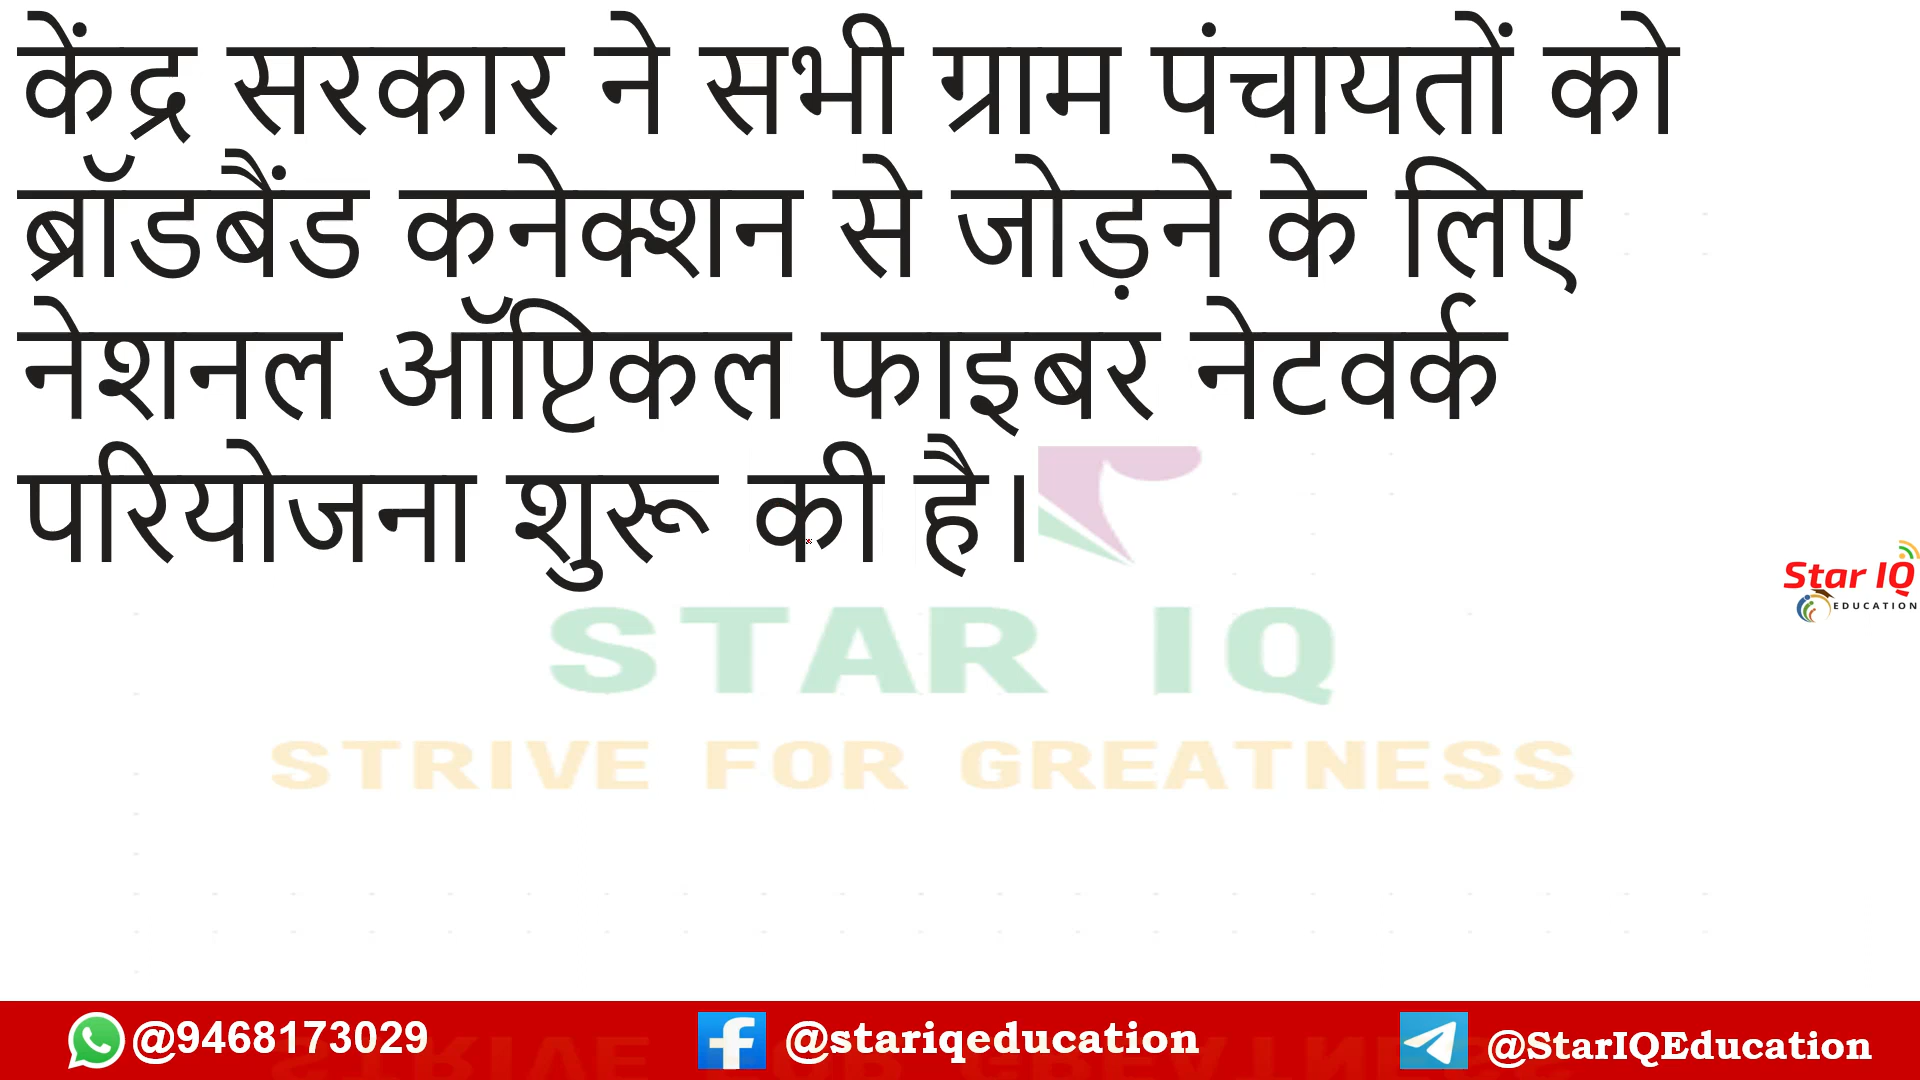 केंद्र सरकार ने सभी ग्राम पंचायतों को
ब्रॉडबैंड कनेक्शन से जोड़ने के लिए
नेशनल ऑप्टिकल फाइबर नेटवर्क
परियोजना शुरू की है।
Star IQ
EDUCATION
STAR IQ
STRIVE FOR GREATNESS
@9468173029
@stariqeducation
@StarIQEducation